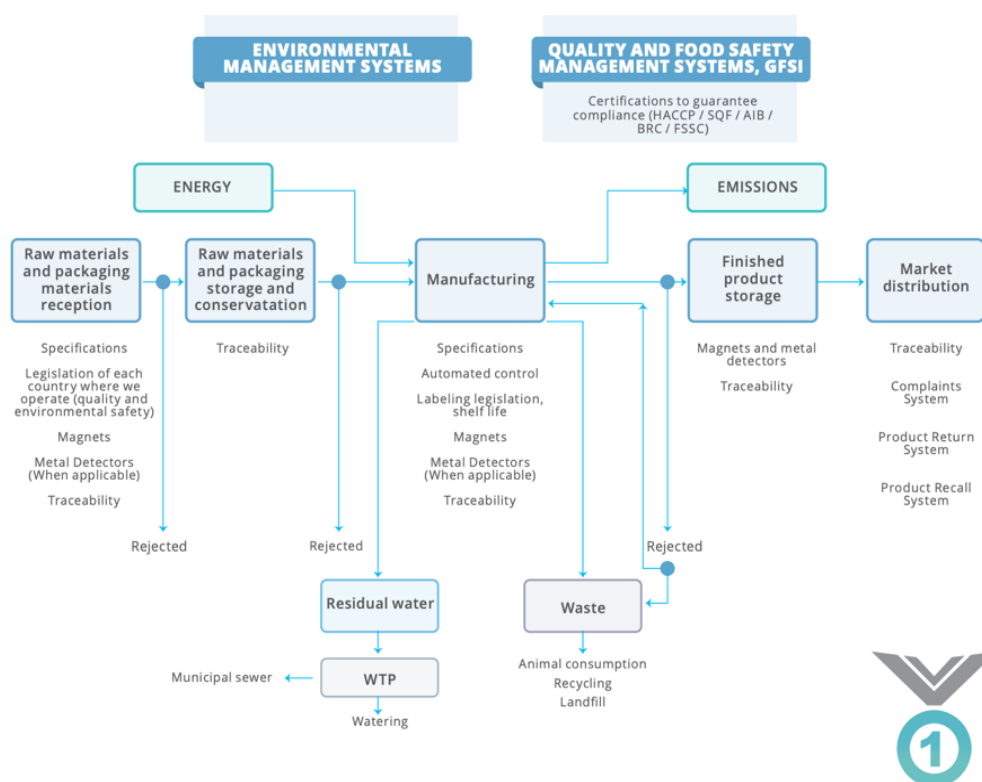 ENVIRONMENTAL
MANAGEMENT SYSTEMS
QUALITY AND FOOD SAFETY
MANAGEMENT SYSTEMS, GFSI
Certifications to guarantee
compliance (HACCP / SQF / AIB /
BRC / FSSC)
ENERGY
EMISSIONS
Raw materials
and packaging
materials
reception
Raw materials
and packaging
storage and
conservatation
Manufacturing
Finished
product
storage
Market
distribution
Specifications
Legislation of each
country where we
operate (quality and
environmental safety)
Magnets
Metal Detectors
(When applicable)
Traceability
Traceability
Specifications
Automated control
Labeling legislation,
shelf life
Magnets
Metal Detectors
(When applicable)
Traceability
Magnets and metal
detectors
Traceability
Traceability
Complaints
System
Product Return
System
Product Recall
System
Rejected
Rejected
Rejected
Residual water
Waste
WTP
Municipal sewer
Watering
Animal consumption
Recycling
Landfill
1